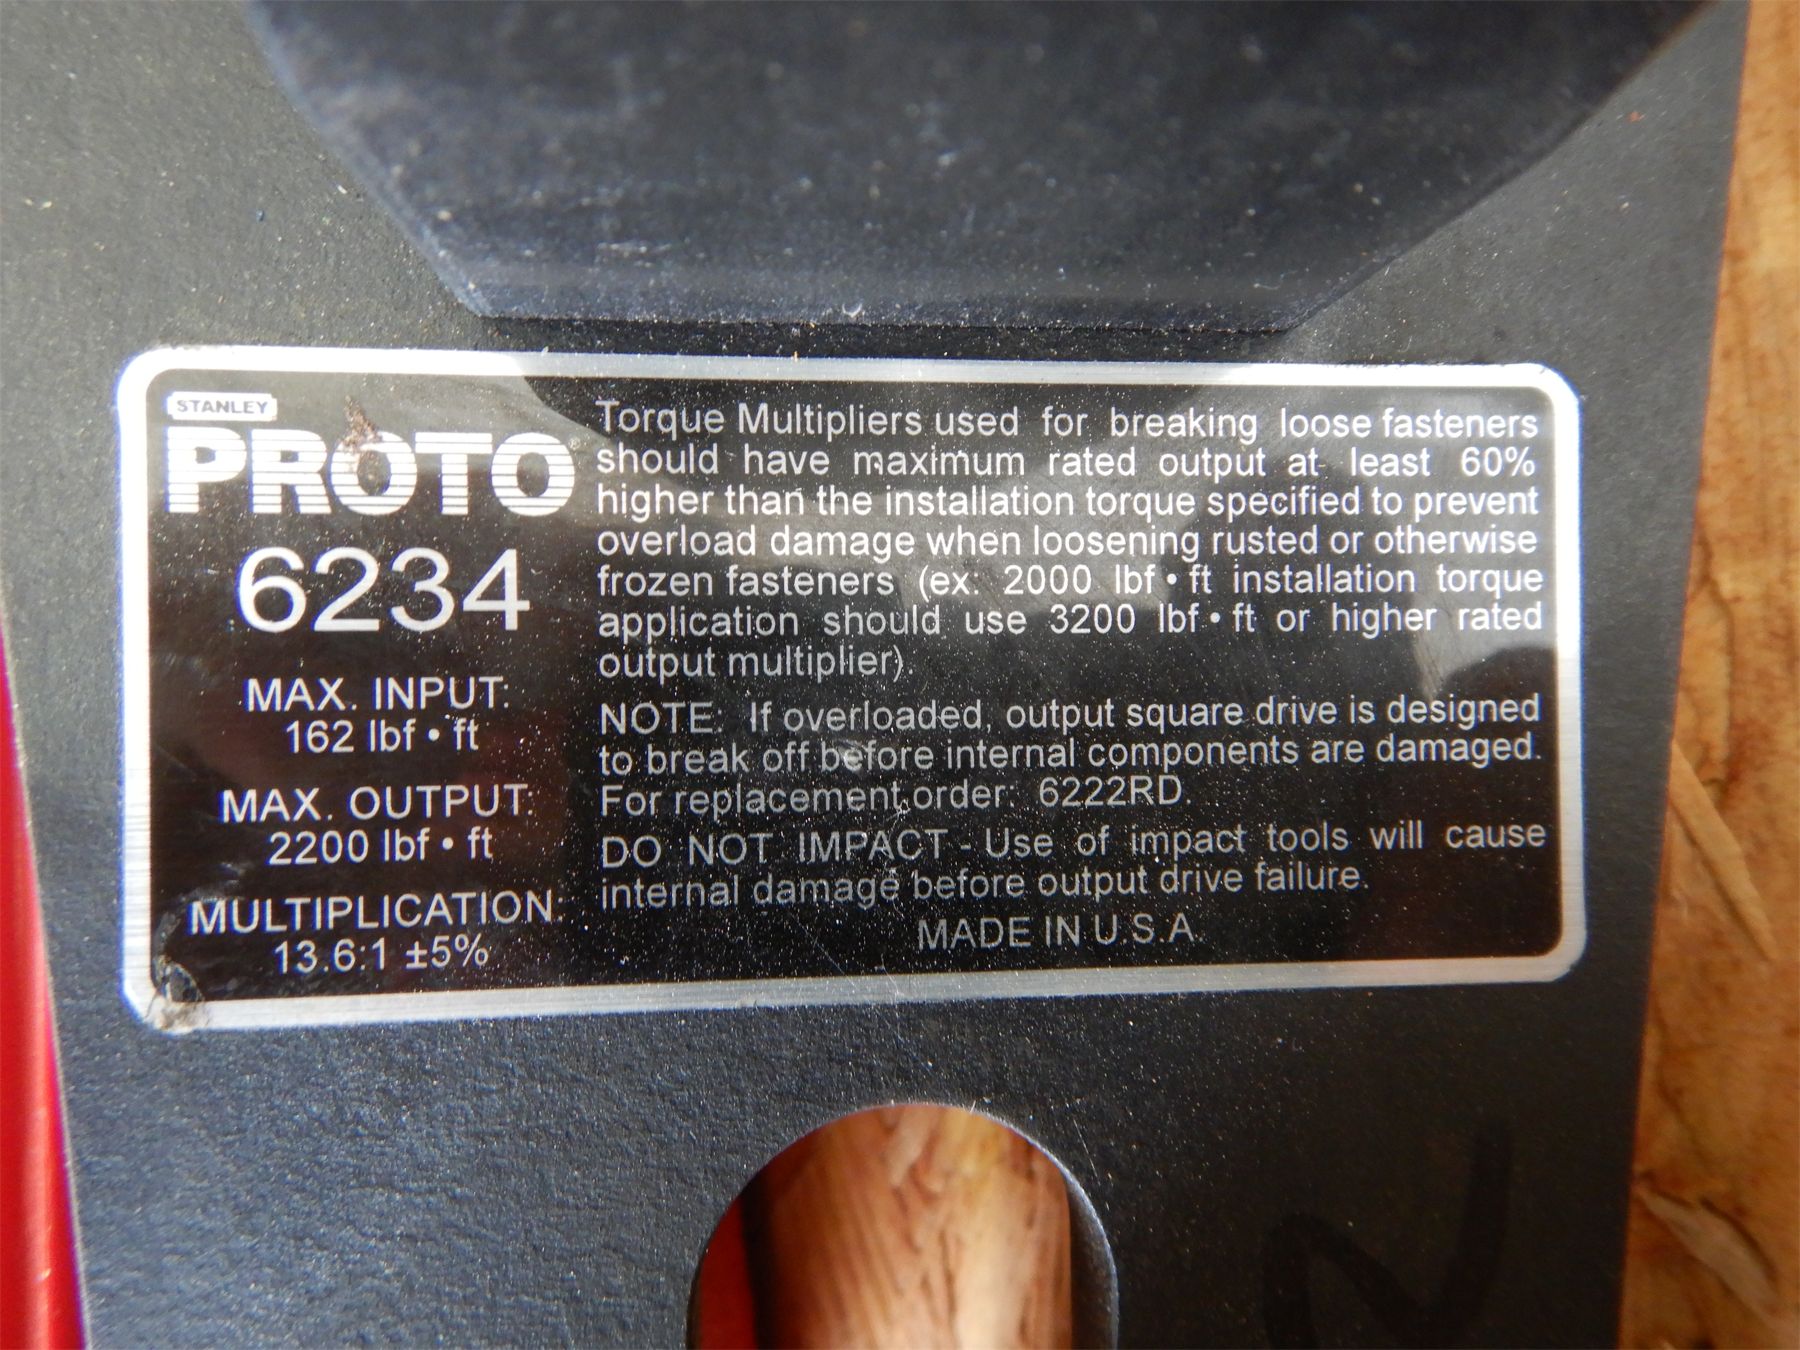 STANLEY
PROTO
6234
MAX. INPUT:
162 lbf • ft
MAX. OUTPUT:
2200 lbf • ft
MULTIPLICATION:
13.6:1 ±5%
Torque Multipliers used for breaking loose fasteners
should have maximum rated output at least 60%
higher than the installation torque specified to prevent
overload damage when loosening rusted or otherwise
frozen fasteners (ex: 2000 lbf • ft installation torque
application should use 3200 lbf • ft or higher rated
output multiplier).
NOTE: If overloaded, output square drive is designed
to break off before internal components are damaged.
For replacement order: 6222RD.
DO NOT IMPACT - Use of impact tools will cause
internal damage before output drive failure.
MADE IN U.S.A.